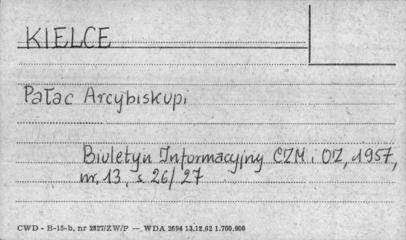 KIELCE
Pałac Arcybiskupi
Biuletyn Informacyjny CZM i OZ, 1957,
nr. 13, s 26/27
CWD - B-15-b, nr 2827/ZW/P — WDA 2694 13.12.62 1.700.000